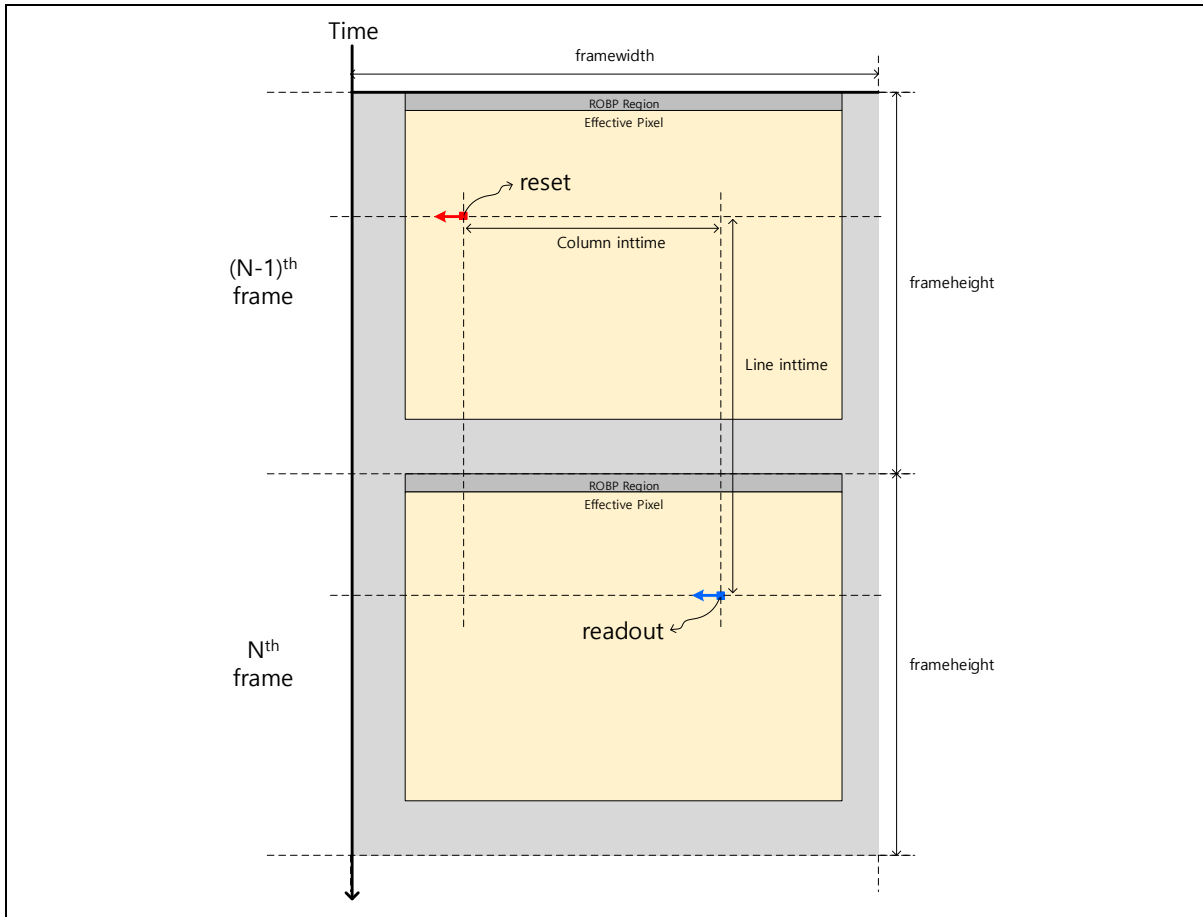 Time
framewidth
ROBP Region
Effective Pixel
reset
Column inttime
(N-1)th
frame
frameheight
Line inttime
ROBP Region
Effective Pixel
readout
Nth
frame
frameheight